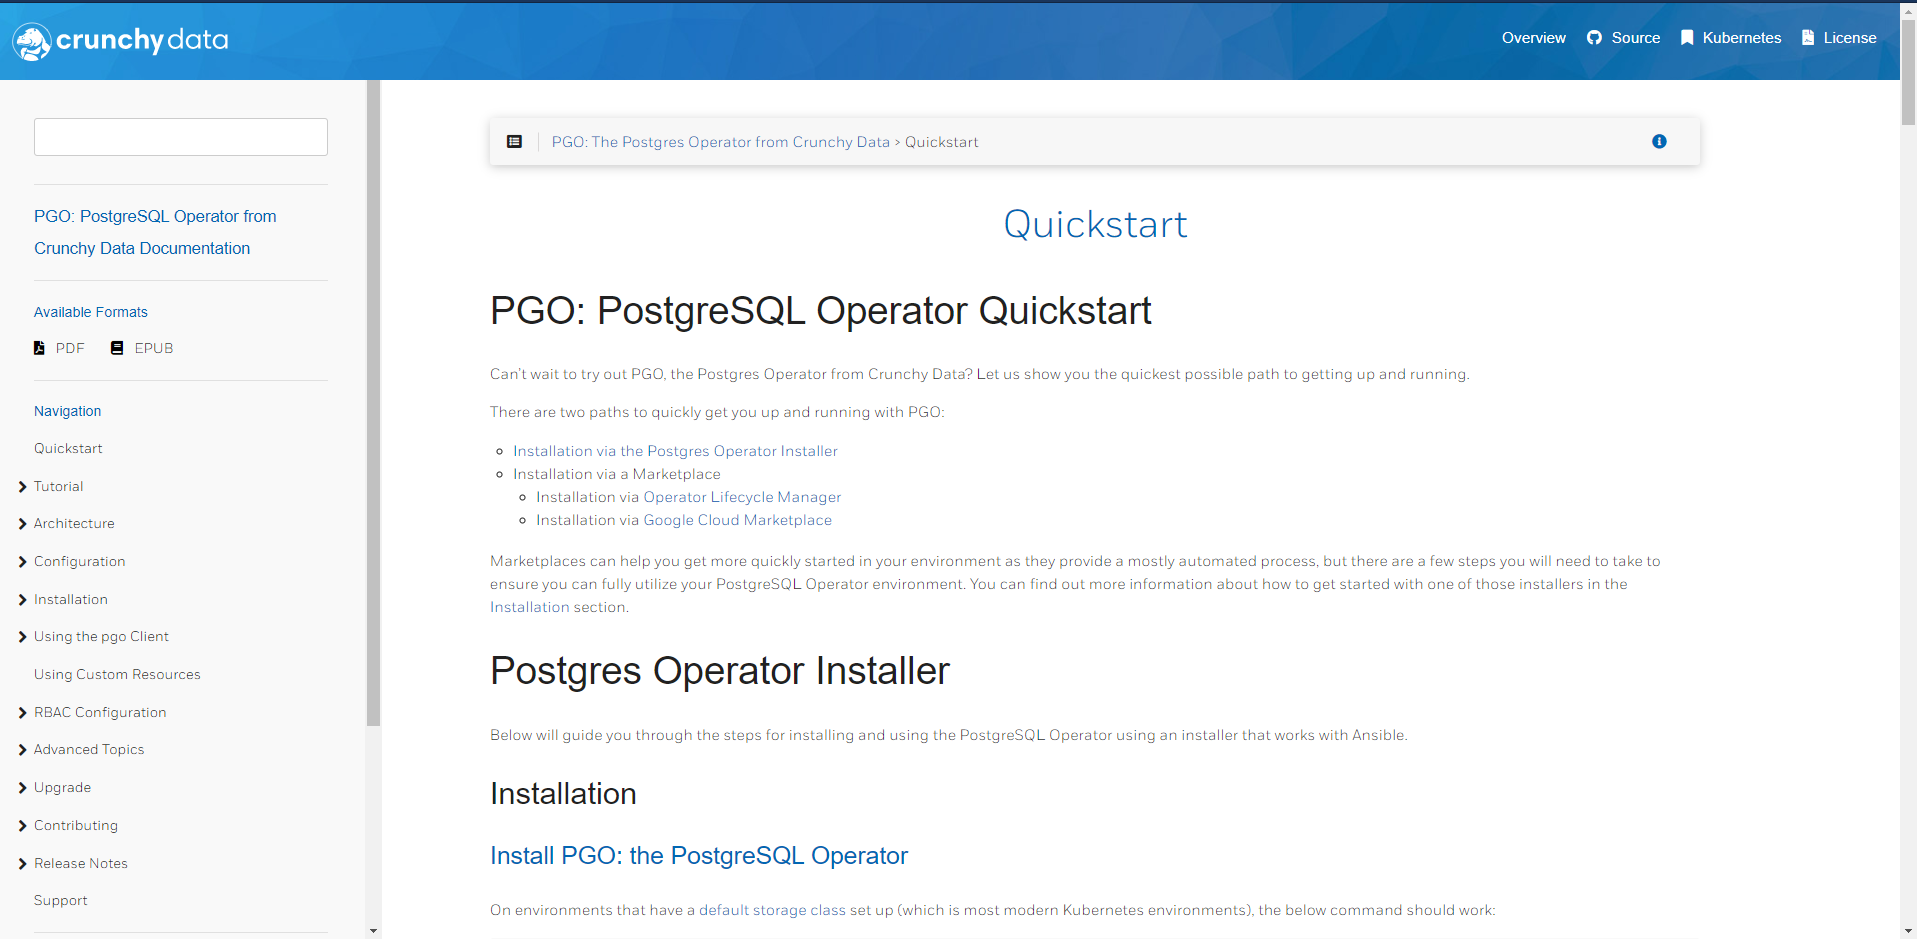 crunchydata
Overview Source Kubernetes License
PGO: PostgreSQL Operator from
Crunchy Data Documentation
Available Formats
PDF EPUB
Navigation
Quickstart
Tutorial
Architecture
Configuration
Installation
Using the pgo Client
Using Custom Resources
RBAC Configuration
Advanced Topics
Upgrade
Contributing
Release Notes
Support
PGO: The Postgres Operator from Crunchy Data > Quickstart
Quickstart
PGO: PostgreSQL Operator Quickstart
Can't wait to try out PGO, the Postgres Operator from Crunchy Data? Let us show you the quickest possible path to getting up and running.
There are two paths to quickly get you up and running with PGO:
Installation via the Postgres Operator Installer
Installation via a Marketplace
Installation via Operator Lifecycle Manager
Installation via Google Cloud Marketplace
Marketplaces can help you get more quickly started in your environment as they provide a mostly automated process, but there are a few steps you will need to take to
ensure you can fully utilize your PostgreSQL Operator environment. You can find out more information about how to get started with one of those installers in the
Installation section.
Postgres Operator Installer
Below will guide you through the steps for installing and using the PostgreSQL Operator using an installer that works with Ansible.
Installation
Install PGO: the PostgreSQL Operator
On environments that have a default storage class set up (which is most modern Kubernetes environments), the below command should work: